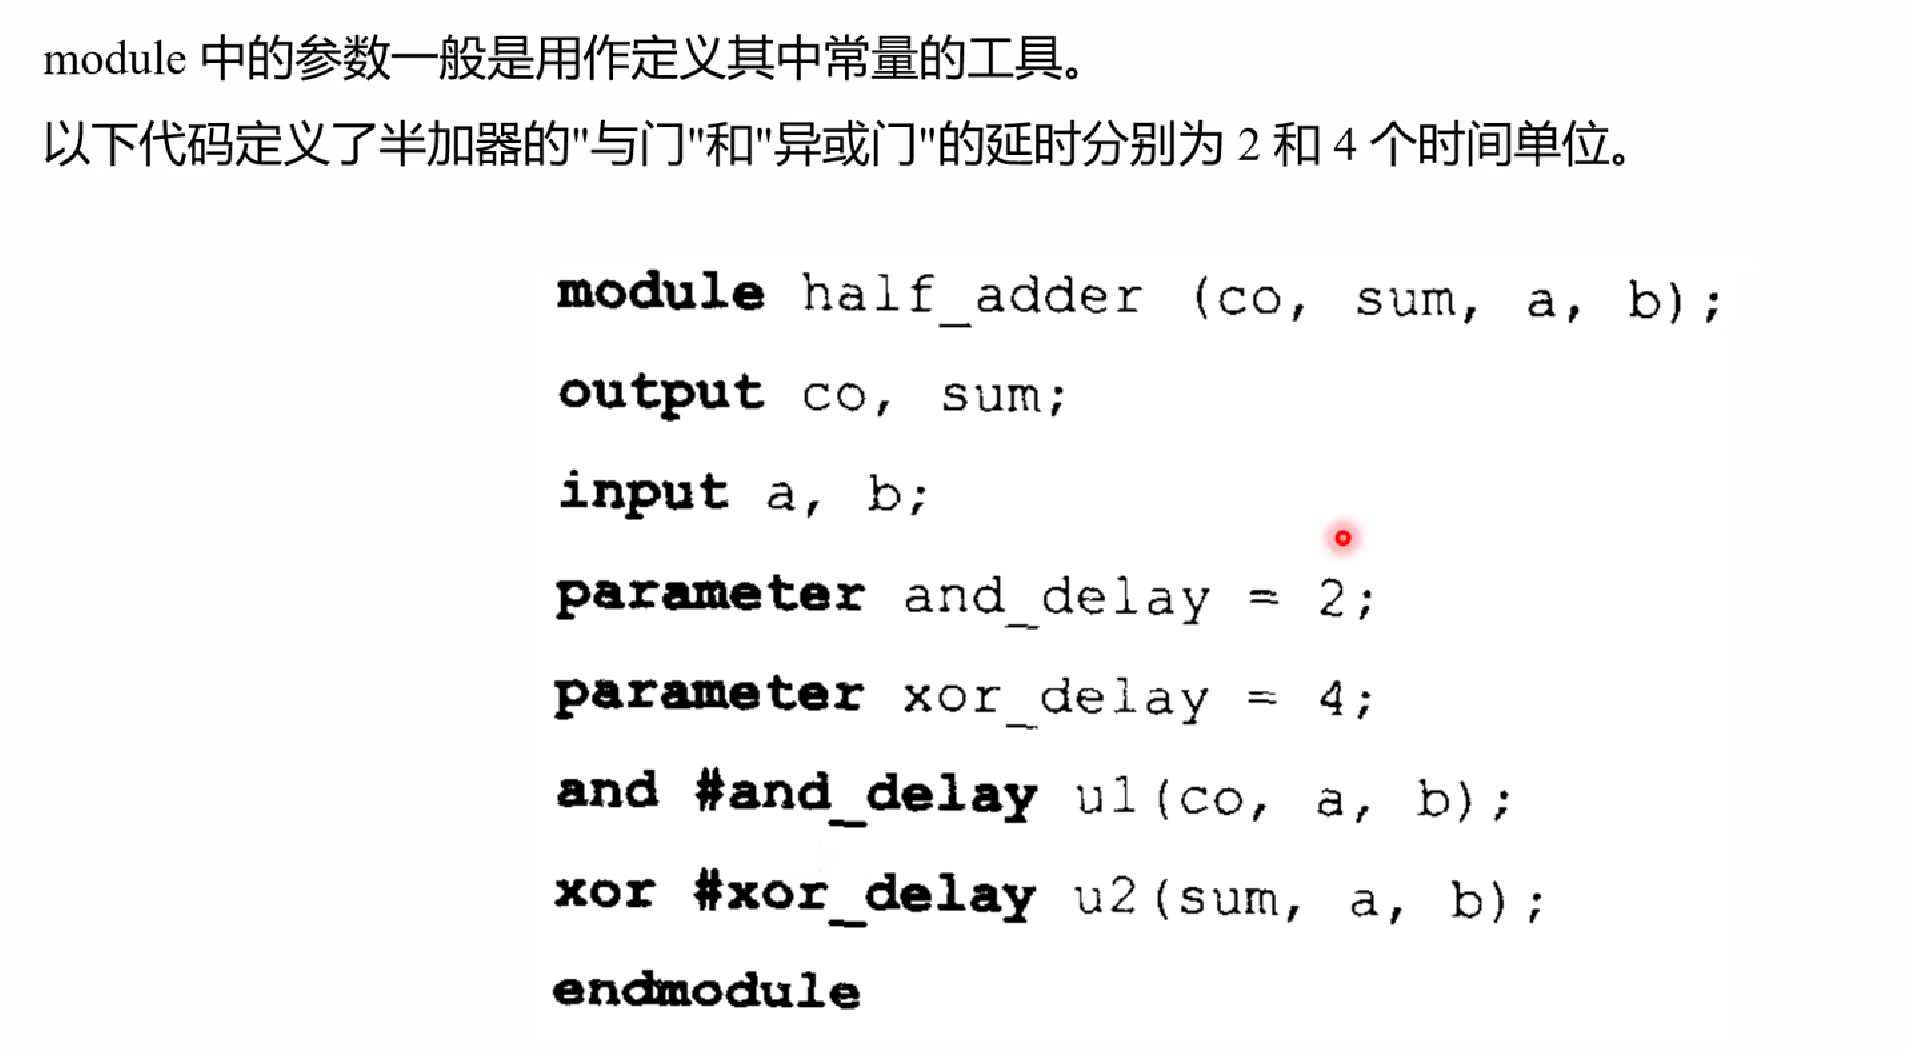 module 中的参数一般是用作定义其中常量的工具。
以下代码定义了半加器的"与门"和"异或门"的延时分别为 2 和 4 个时间单位。
module half_adder (co, sum, a, b);
output co, sum;
input a, b;
parameter and_delay = 2;
parameter xor_delay = 4;
and #and_delay u1(co, a, b);
xor #xor_delay u2(sum, a, b);
endmodule